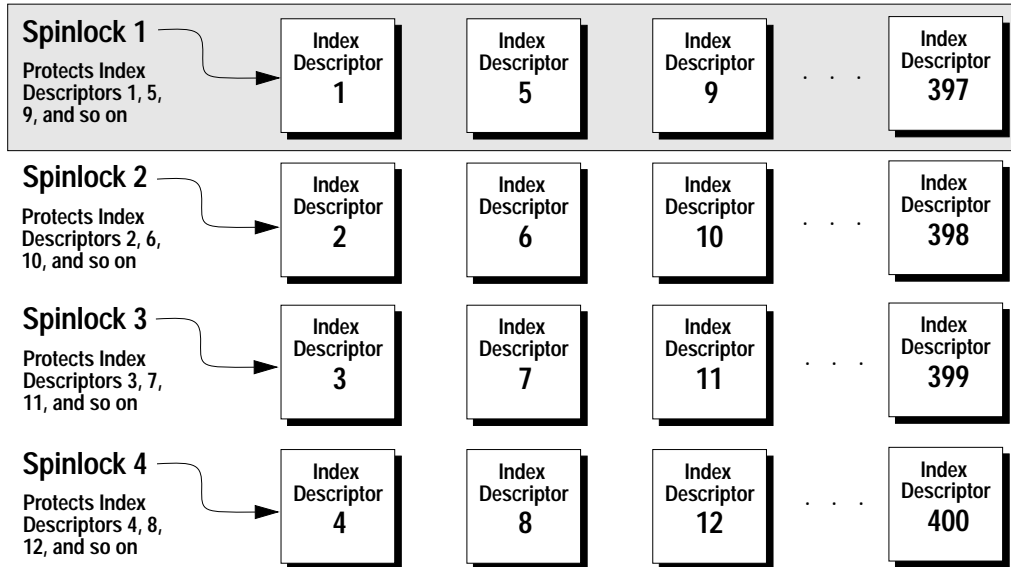 Spinlock 1
Protects Index
Descriptors 1, 5,
9, and so on
Index
Descriptor
1
Index
Descriptor
5
Index
Descriptor
9
. . .
Index
Descriptor
397
Spinlock 2
Protects Index
Descriptors 2, 6,
10, and so on
Index
Descriptor
2
Index
Descriptor
6
Index
Descriptor
10
. . .
Index
Descriptor
398
Spinlock 3
Protects Index
Descriptors 3, 7,
11, and so on
Index
Descriptor
3
Index
Descriptor
7
Index
Descriptor
11
. . .
Index
Descriptor
399
Spinlock 4
Protects Index
Descriptors 4, 8,
12, and so on
Index
Descriptor
4
Index
Descriptor
8
Index
Descriptor
12
. . .
Index
Descriptor
400